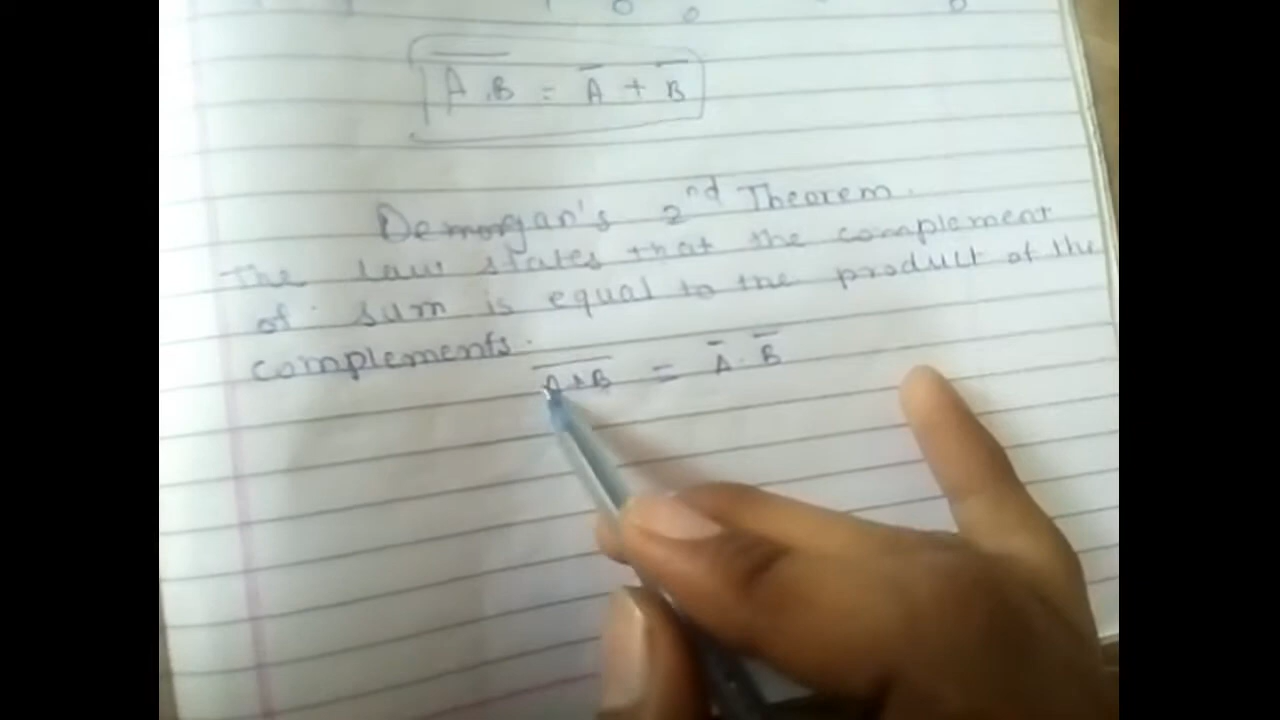 A̅ ̅.̅ ̅B̅ = A̅ + B̅
Demorgan's 2nd Theorem.
The law states that the complement
of sum is equal to the product of the
complements.
A̅ ̅+̅ ̅B̅ = A̅ . B̅